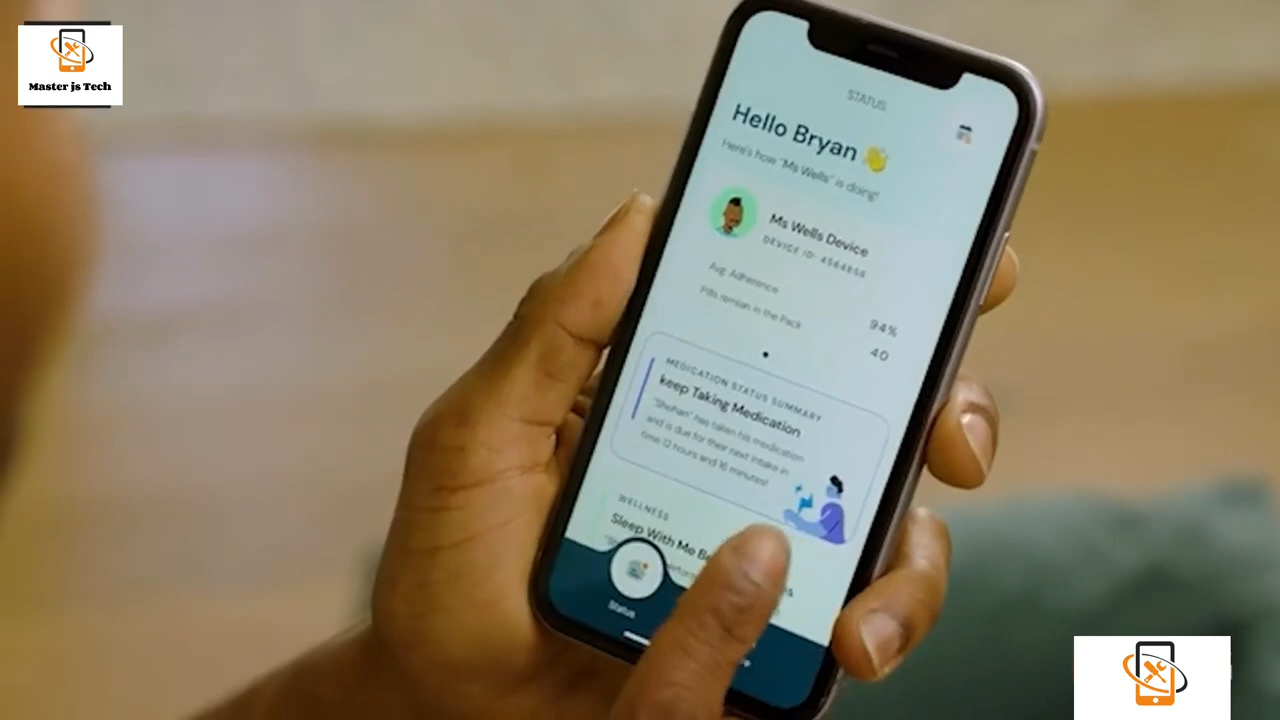 Master js Tech
STATUS
Hello Bryan
Here's how "Ms Wells" is doing!
Ms Wells Device
DEVICE ID: 4564656
Avg. Adherence
94%
Pills remian in the Pack
40
MEDICATION STATUS SUMMARY
keep Taking Medication
"Shohan" has taken his medication
and is due for their next intake in
time 12 hours and 16 minutes!
WELLNESS
Sleep With Me
Status